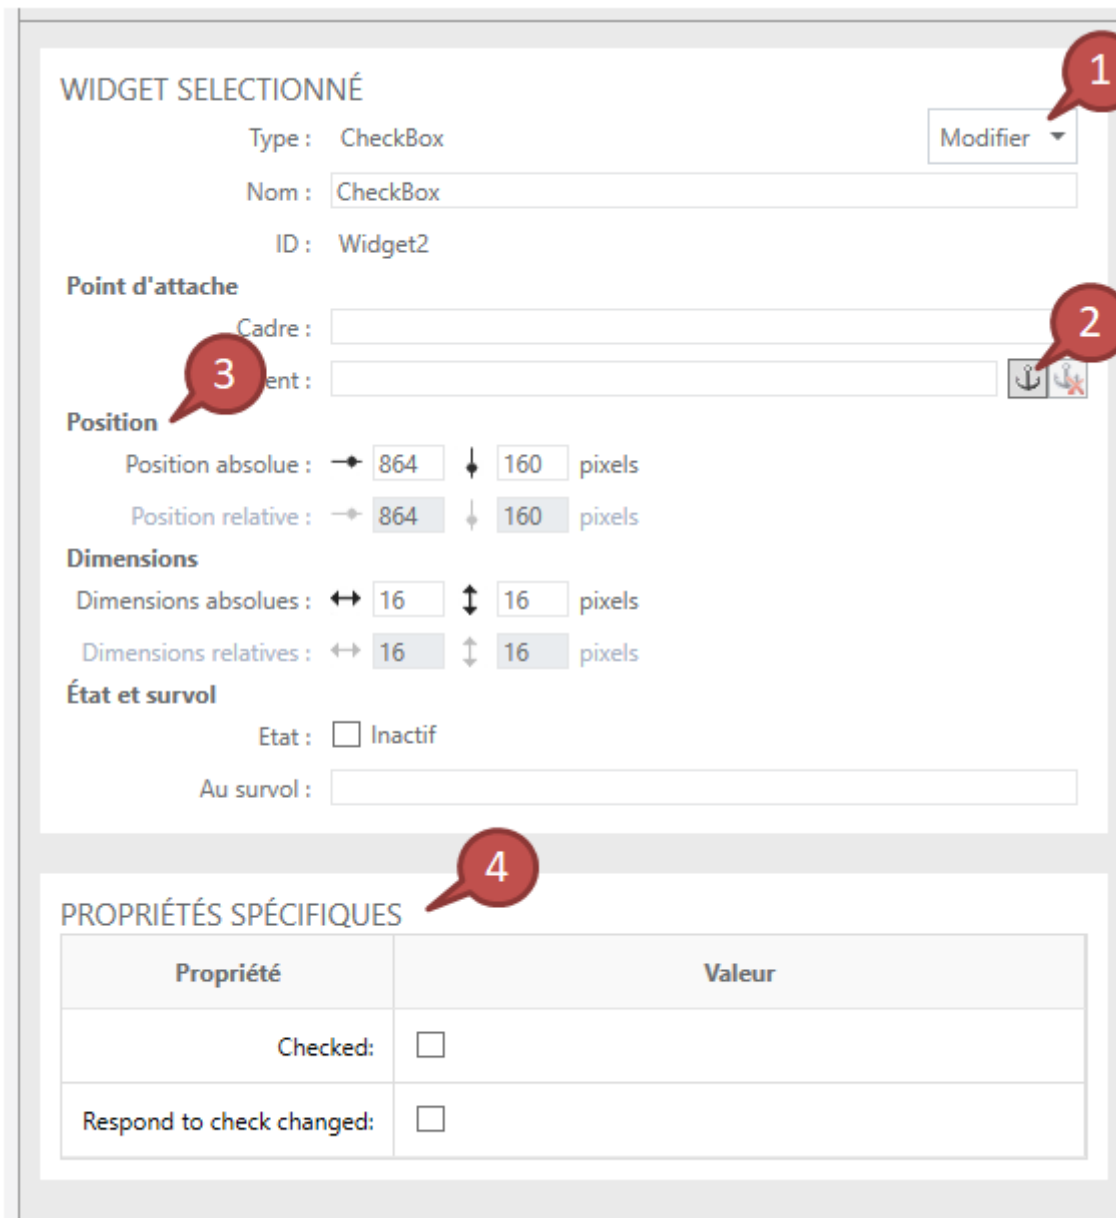 1
WIDGET SELECTIONNÉ
Type : CheckBox Modifier
Nom : CheckBox
ID : Widget2
Point d'attache
Cadre :
2
3 ent :
Position
Position absolue : 864 160 pixels
Position relative : 864 160 pixels
Dimensions
Dimensions absolues : 16 16 pixels
Dimensions relatives : 16 16 pixels
État et survol
Etat : Inactif
Au survol :
4
PROPRIÉTÉS SPÉCIFIQUES
Propriété Valeur
Checked:
Respond to check changed: